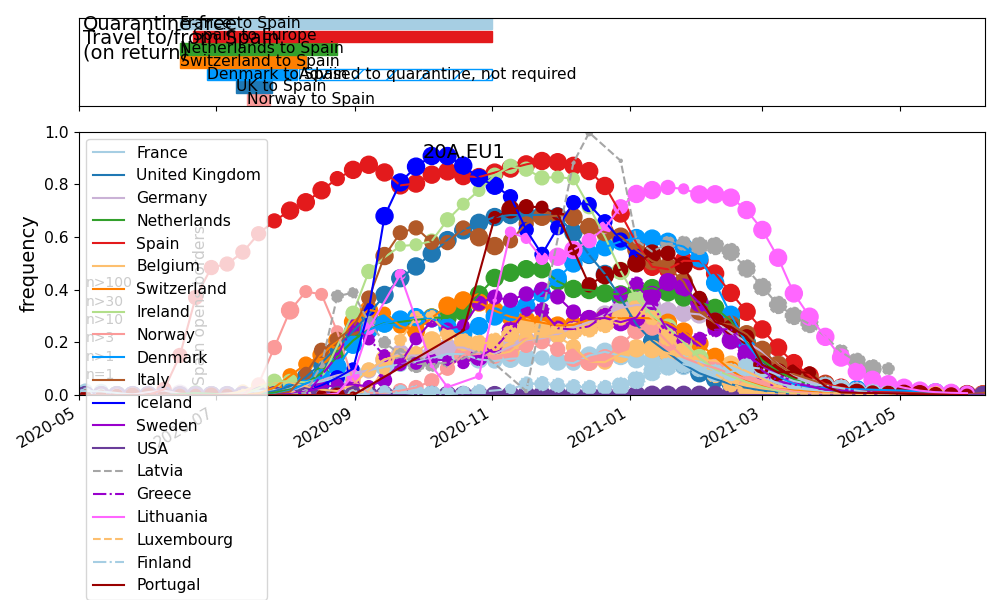 Quarantine-free
Travel to/from Spain
(on return)
France to Spain
Spain to Europe
Netherlands to Spain
Switzerland to Spain
Denmark to Spain
Advised to quarantine, not required
UK to Spain
Norway to Spain
20A.EU1
frequency
1.0
0.8
0.6
0.4
0.2
0.0
France
United Kingdom
Germany
Netherlands
Spain
Belgium
Switzerland
Ireland
Norway
Denmark
Italy
Iceland
Sweden
USA
Latvia
Greece
Lithuania
Luxembourg
Finland
Portugal
n>100
n>30
n>10
n>3
n>1
n=1
Spain opens borders
2020-05
2020-07
2020-09
2020-11
2021-01
2021-03
2021-05